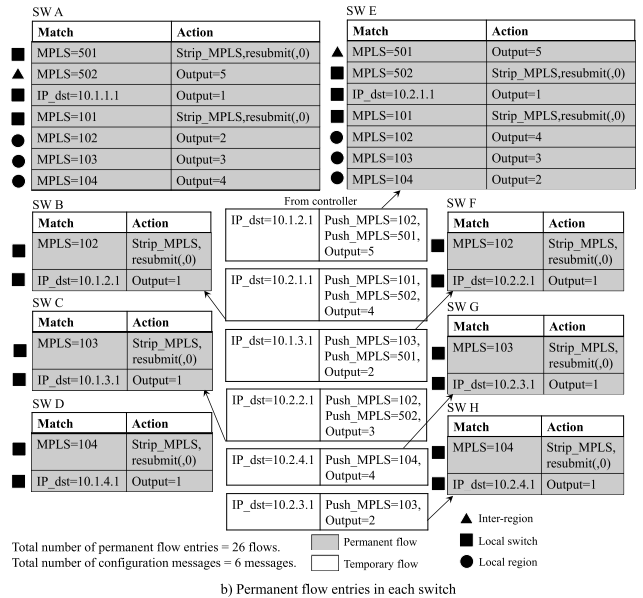 SW A
Match Action
MPLS=501 Strip_MPLS,resubmit(,0)
MPLS=502 Output=5
IP_dst=10.1.1.1 Output=1
MPLS=101 Strip_MPLS,resubmit(,0)
MPLS=102 Output=2
MPLS=103 Output=3
MPLS=104 Output=4
SW E
Match Action
MPLS=501 Output=5
MPLS=502 Strip_MPLS,resubmit(,0)
IP_dst=10.2.1.1 Output=1
MPLS=101 Strip_MPLS,resubmit(,0)
MPLS=102 Output=4
MPLS=103 Output=3
MPLS=104 Output=2
SW B
Match Action
MPLS=102 Strip_MPLS,
resubmit(,0)
IP_dst=10.1.2.1 Output=1
SW C
Match Action
MPLS=103 Strip_MPLS,
resubmit(,0)
IP_dst=10.1.3.1 Output=1
SW D
Match Action
MPLS=104 Strip_MPLS,
resubmit(,0)
IP_dst=10.1.4.1 Output=1
From controller
IP_dst=10.1.2.1 Push_MPLS=102,
Push_MPLS=501,
Output=5
IP_dst=10.2.1.1 Push_MPLS=101,
Push_MPLS=502,
Output=4
IP_dst=10.1.3.1 Push_MPLS=103,
Push_MPLS=501,
Output=2
IP_dst=10.2.2.1 Push_MPLS=102,
Push_MPLS=502,
Output=3
IP_dst=10.2.4.1 Push_MPLS=104,
Output=4
IP_dst=10.2.3.1 Push_MPLS=103,
Output=2
SW F
Match Action
MPLS=102 Strip_MPLS,
resubmit(,0)
IP_dst=10.2.2.1 Output=1
SW G
Match Action
MPLS=103 Strip_MPLS,
resubmit(,0)
IP_dst=10.2.3.1 Output=1
SW H
Match Action
MPLS=104 Strip_MPLS,
resubmit(,0)
IP_dst=10.2.4.1 Output=1
Total number of permanent flow entries = 26 flows.
Total number of configuration messages = 6 messages.
Permanent flow
Temporary flow
Inter-region
Local switch
Local region
b) Permanent flow entries in each switch